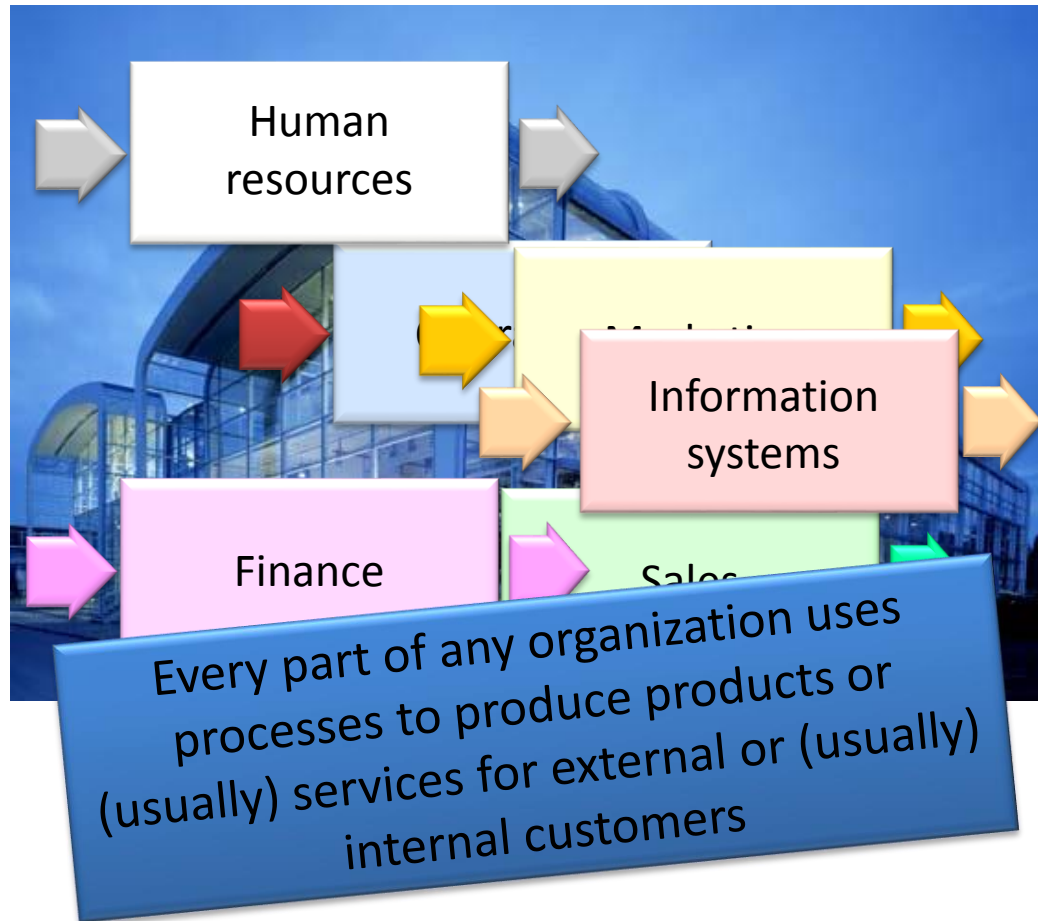 Human
resources
Information
systems
Finance
Sales
Every part of any organization uses
processes to produce products or
(usually) services for external or (usually)
internal customers